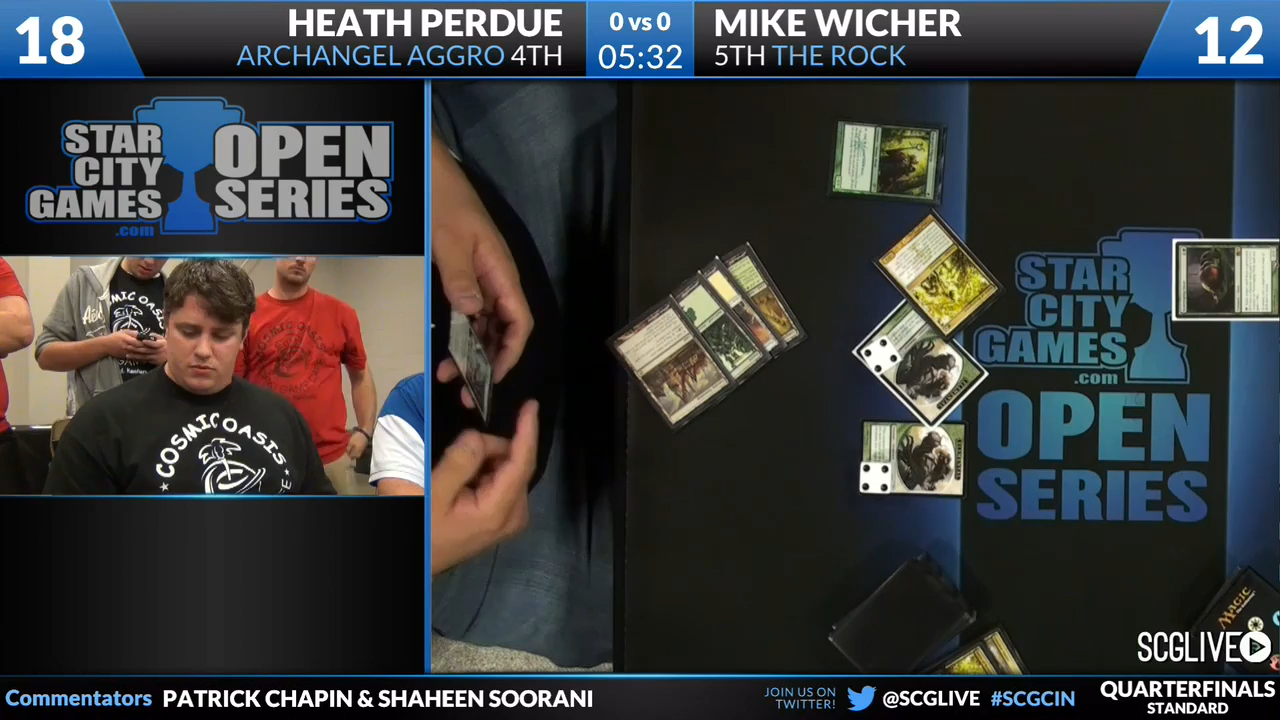 18
HEATH PERDUE
ARCHANGEL AGGRO 4TH
0 vs 0
05:32
MIKE WICHER
5TH THE ROCK
12
STAR CITY GAMES .com
OPEN SERIES
COSMIC OASIS
STAR CITY GAMES .com
OPEN SERIES
MAGIC
SCGLIVE
Commentators PATRICK CHAPIN & SHAHEEN SOORANI
JOIN US ON TWITTER!
@SCGLIVE #SCGCIN
QUARTERFINALS
STANDARD